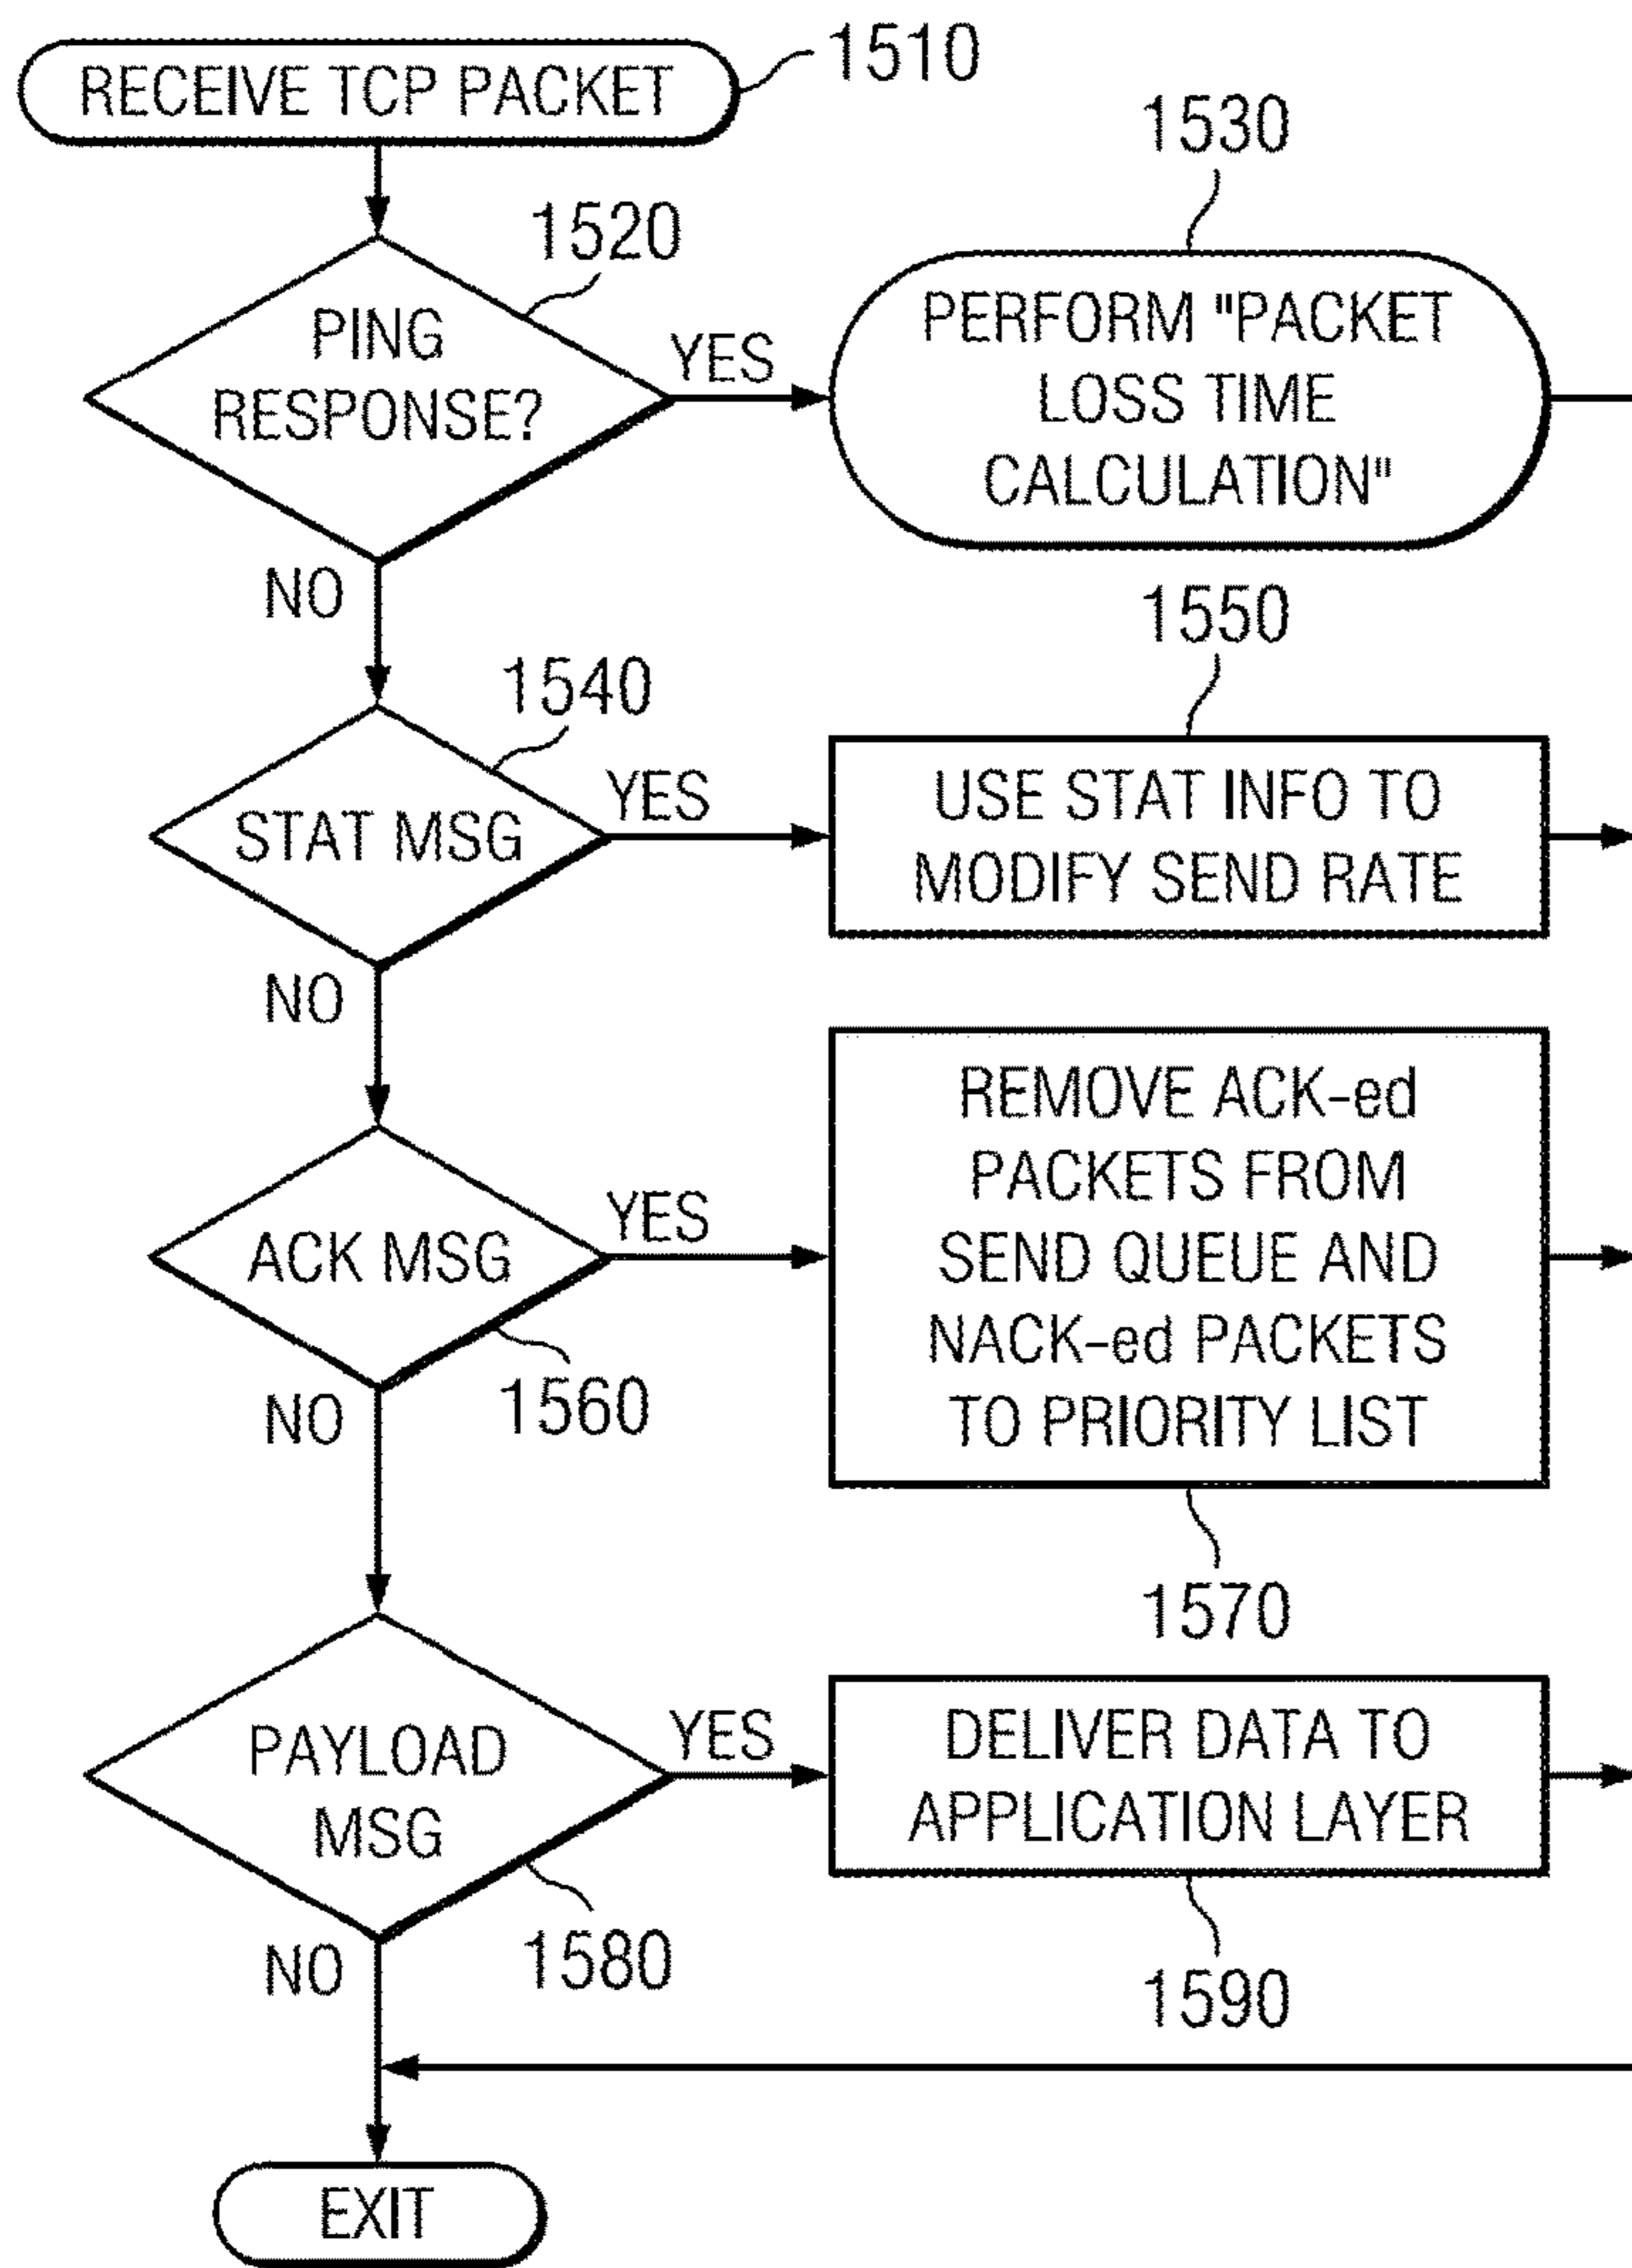 RECEIVE TCP PACKET
1510
1530
1520
PING
RESPONSE?
YES
PERFORM "PACKET
LOSS TIME
CALCULATION"
NO
1550
1540
STAT MSG
YES
USE STAT INFO TO
MODIFY SEND RATE
NO
ACK MSG
YES
REMOVE ACK-ed
PACKETS FROM
SEND QUEUE AND
NACK-ed PACKETS
TO PRIORITY LIST
1560
NO
1570
PAYLOAD
MSG
YES
DELIVER DATA TO
APPLICATION LAYER
1580
NO
1590
EXIT